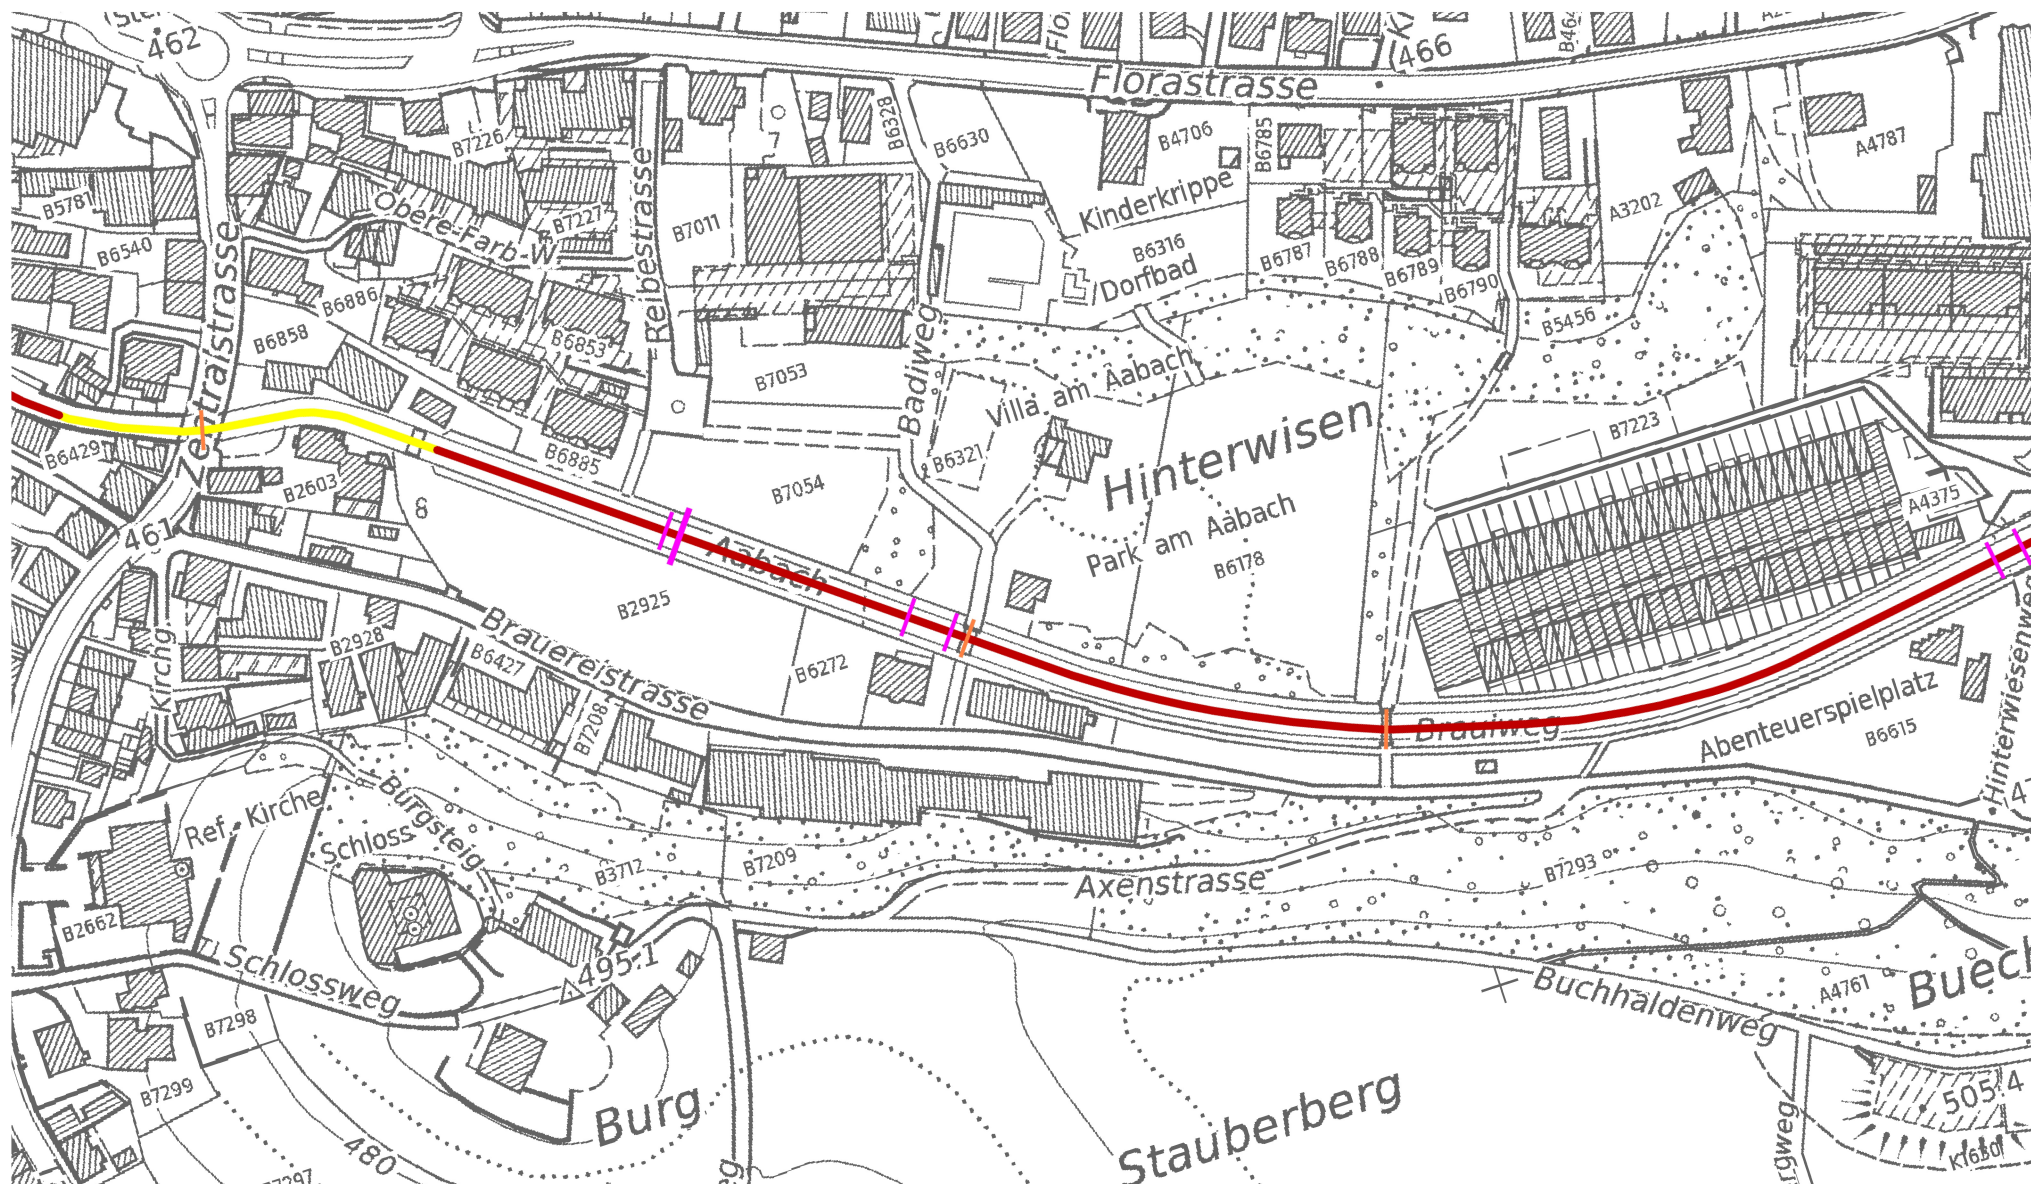 462
466
Florastrasse
B6328
B6630
B4706
B6785
A4787
B7226
B5781
B6540
Obere-Farb-W.
B7227
Reibestrasse
B7011
Kinderkrippe
B6316
Dorfbad
B6787
B6788
B6789
B6790
A3202
B5456
B6886
B6858
B6853
B7053
Badiweg
Villa am Aabach
B6429
B6885
B2603
8
B7054
B6321
Hinterwisen
Park am Aabach
B6178
B7223
A4375
461
Aabach
B2925
Kirchg.
B2928
Brauereistrasse
B6427
B7208
B6272
Brauiweg
Abenteuerspielplatz
B6615
Ref. Kirche
Schloss
Burgsteig
B3712
B7209
Axenstrasse
B7293
B2662
Schlossweg
495.1
B7298
B7299
Buchhaldenweg
A4761
Burg
480
Stauberberg
505.4
K1630